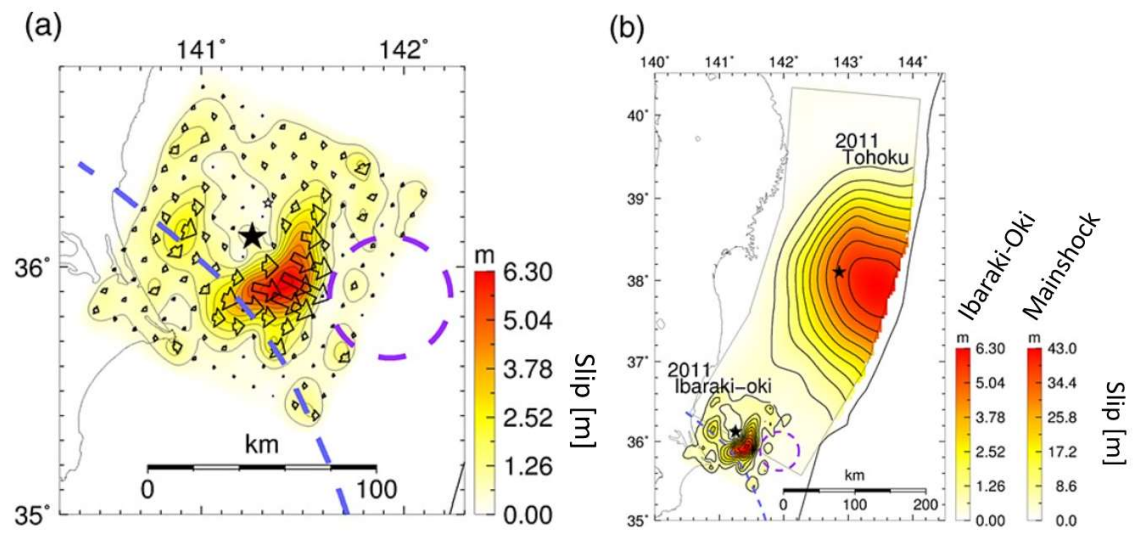 (a)
141° 142°
36°
35°
km
0 100
m
6.30
5.04
3.78
2.52
1.26
0.00
Slip [m]
(b)
140° 141° 142° 143° 144°
40°
39°
38°
37°
36°
35°
2011
Tohoku
2011
Ibaraki-oki
km
0 100 200
Ibaraki-Oki
m
6.30
5.04
3.78
2.52
1.26
0.00
Mainshock
m
43.0
34.4
25.8
17.2
8.6
0.0
Slip [m]